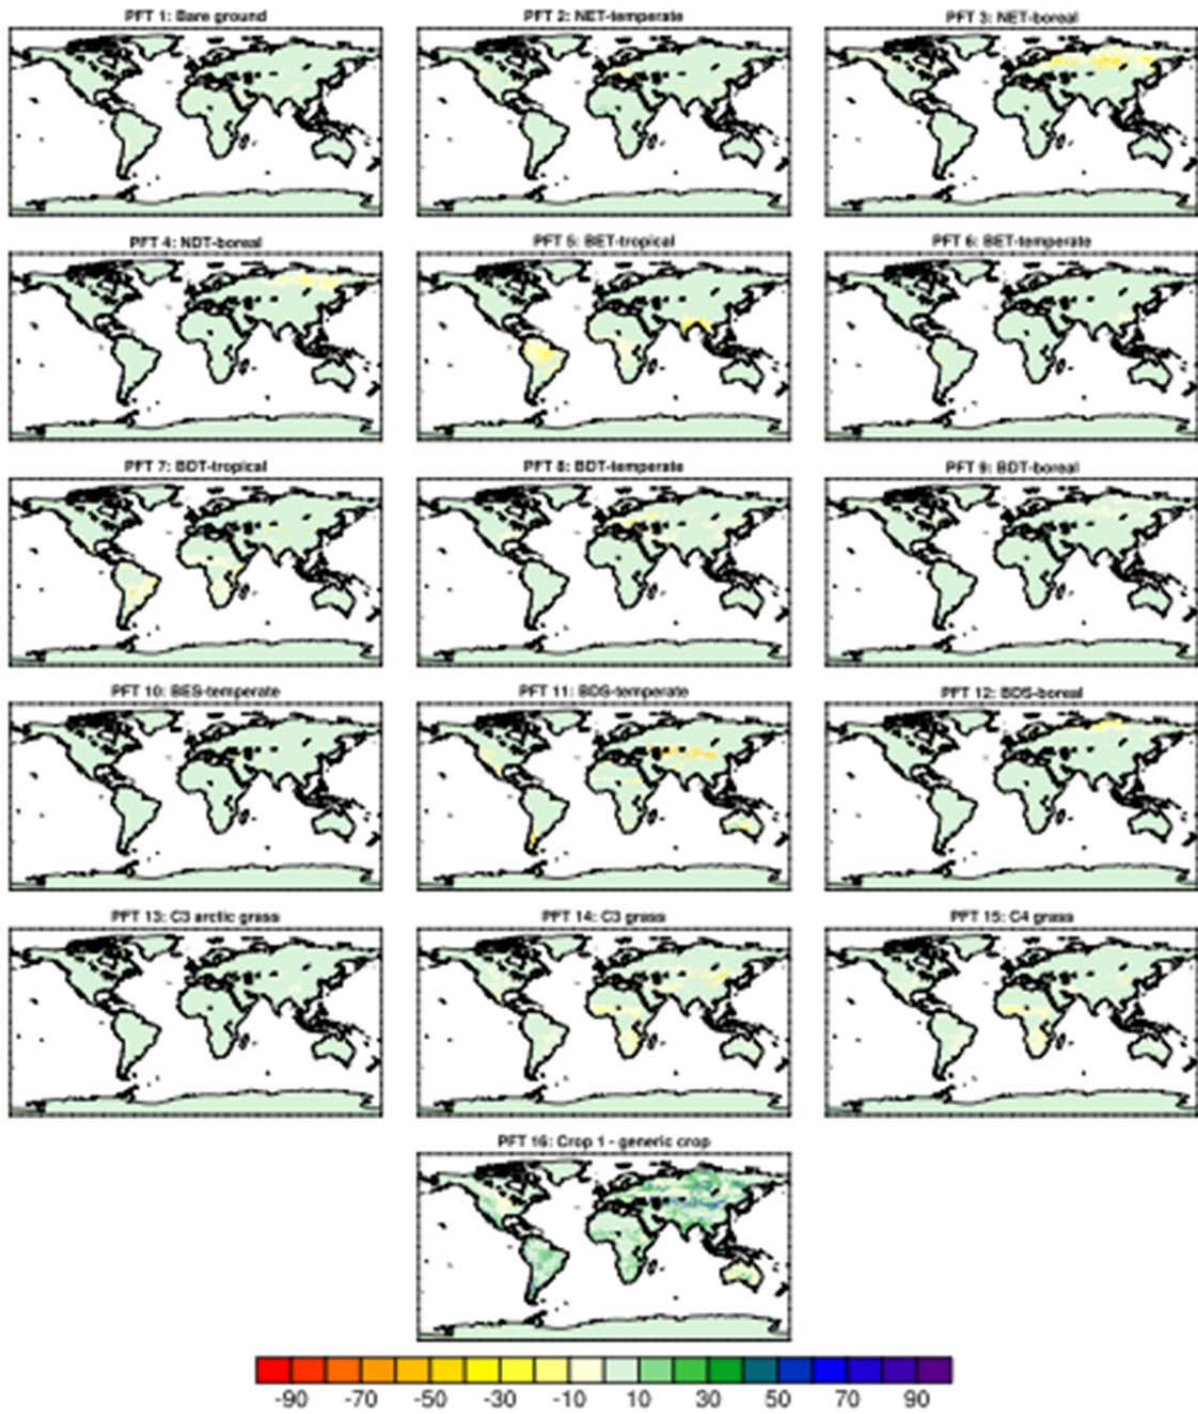 PFT 1: Bare ground
PFT 2: NET-temperate
PFT 3: NET-boreal
PFT 4: NDT-boreal
PFT 5: BET-tropical
PFT 6: BET-temperate
PFT 7: BDT-tropical
PFT 8: BDT-temperate
PFT 9: BDT-boreal
PFT 10: BES-temperate
PFT 11: BDS-temperate
PFT 12: BDS-boreal
PFT 13: C3 arctic grass
PFT 14: C3 grass
PFT 15: C4 grass
PFT 16: Crop 1 - generic crop
-90 -70 -50 -30 -10 10 30 50 70 90